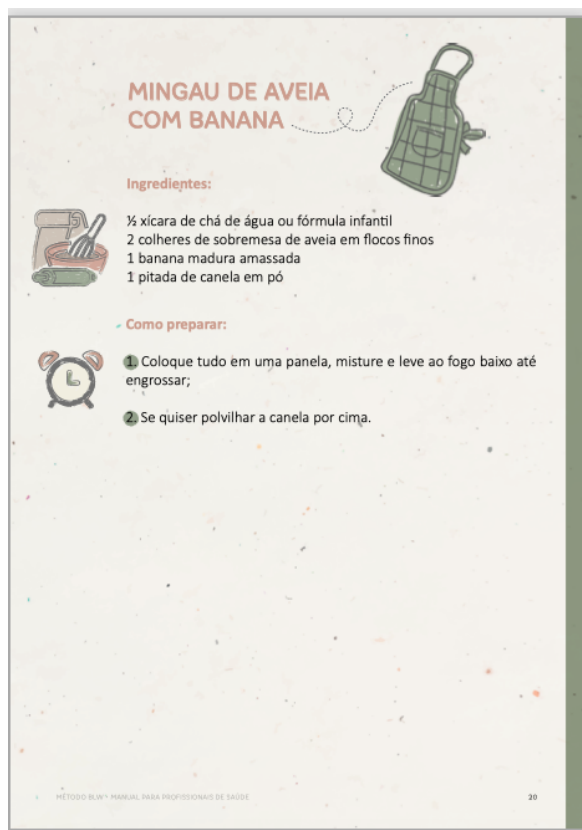 MINGAU DE AVEIA
COM BANANA
Ingredientes:
½ xícara de chá de água ou fórmula infantil
2 colheres de sobremesa de aveia em flocos finos
1 banana madura amassada
1 pitada de canela em pó
Como preparar:
1. Coloque tudo em uma panela, misture e leve ao fogo baixo até
engrossar;
2. Se quiser polvilhar a canela por cima.
MÉTODO BLW® MANUAL PARA PROFISSIONAIS DE SAÚDE
20